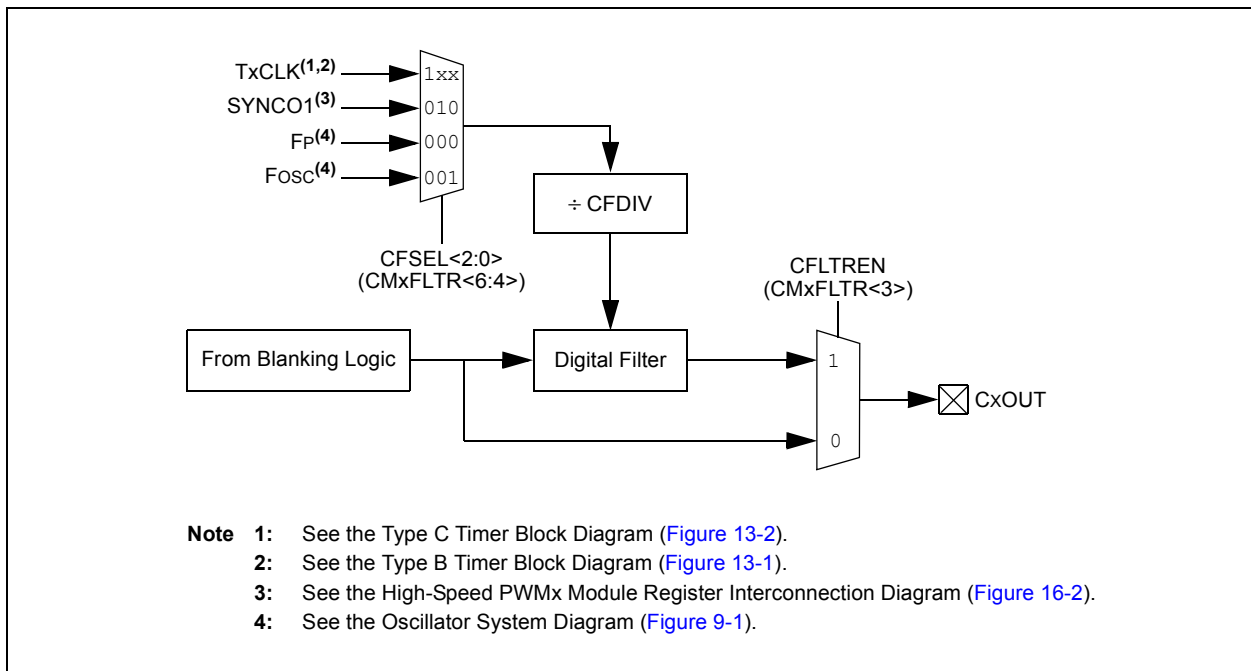 TxCLK(1,2)
SYNCO1(3)
FP(4)
FOSC(4)
1xx
010
000
001
÷ CFDIV
CFSEL<2:0>
(CMxFLTR<6:4>)
CFLTREN
(CMxFLTR<3>)
From Blanking Logic
Digital Filter
1
0
CxOUT
Note 1: See the Type C Timer Block Diagram (Figure 13-2).
2: See the Type B Timer Block Diagram (Figure 13-1).
3: See the High-Speed PWMx Module Register Interconnection Diagram (Figure 16-2).
4: See the Oscillator System Diagram (Figure 9-1).